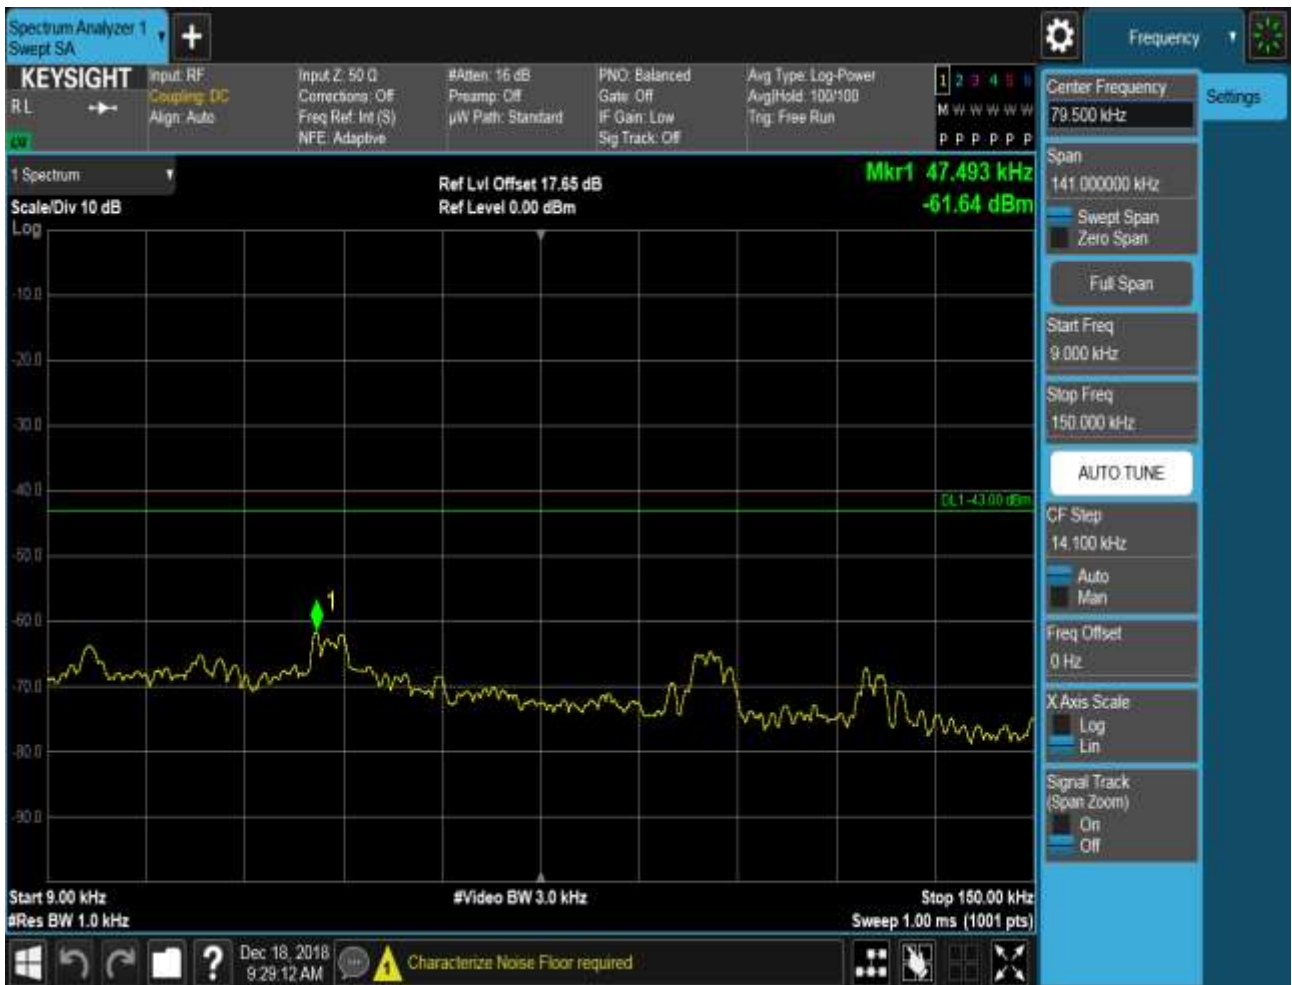 Spectrum Analyzer 1
Swept SA
+
Frequency
KEYSIGHT
RL
Input: RF
Coupling: DC
Align: Auto
Input Z: 50 Ω
Corrections: Off
Freq Ref: Int (S)
NFE: Adaptive
#Atten: 16 dB
Preamp: Off
µW Path: Standard
PNO: Balanced
Gate: Off
IF Gain: Low
Sig Track: Off
Avg Type: Log-Power
Avg|Hold: 100/100
Trig: Free Run
1 2 3 4 5 6
M W W W W W
P P P P P P
1 Spectrum
Scale/Div 10 dB
Log
Ref Lvl Offset 17.65 dB
Ref Level 0.00 dBm
Mkr1 47.493 kHz
-61.64 dBm
-10.0
-20.0
-30.0
-40.0
DL1 -43.00 dBm
-50.0
1
-60.0
-70.0
-80.0
-90.0
Start 9.00 kHz
#Video BW 3.0 kHz
Stop 150.00 kHz
#Res BW 1.0 kHz
Sweep 1.00 ms (1001 pts)
Center Frequency
79.500 kHz
Settings
Span
141.000000 kHz
Swept Span
Zero Span
Full Span
Start Freq
9.000 kHz
Stop Freq
150.000 kHz
AUTO TUNE
CF Step
14.100 kHz
Auto
Man
Freq Offset
0 Hz
X Axis Scale
Log
Lin
Signal Track
(Span Zoom)
On
Off
?
Dec 18, 2018
9:29:12 AM
1
Characterize Noise Floor required